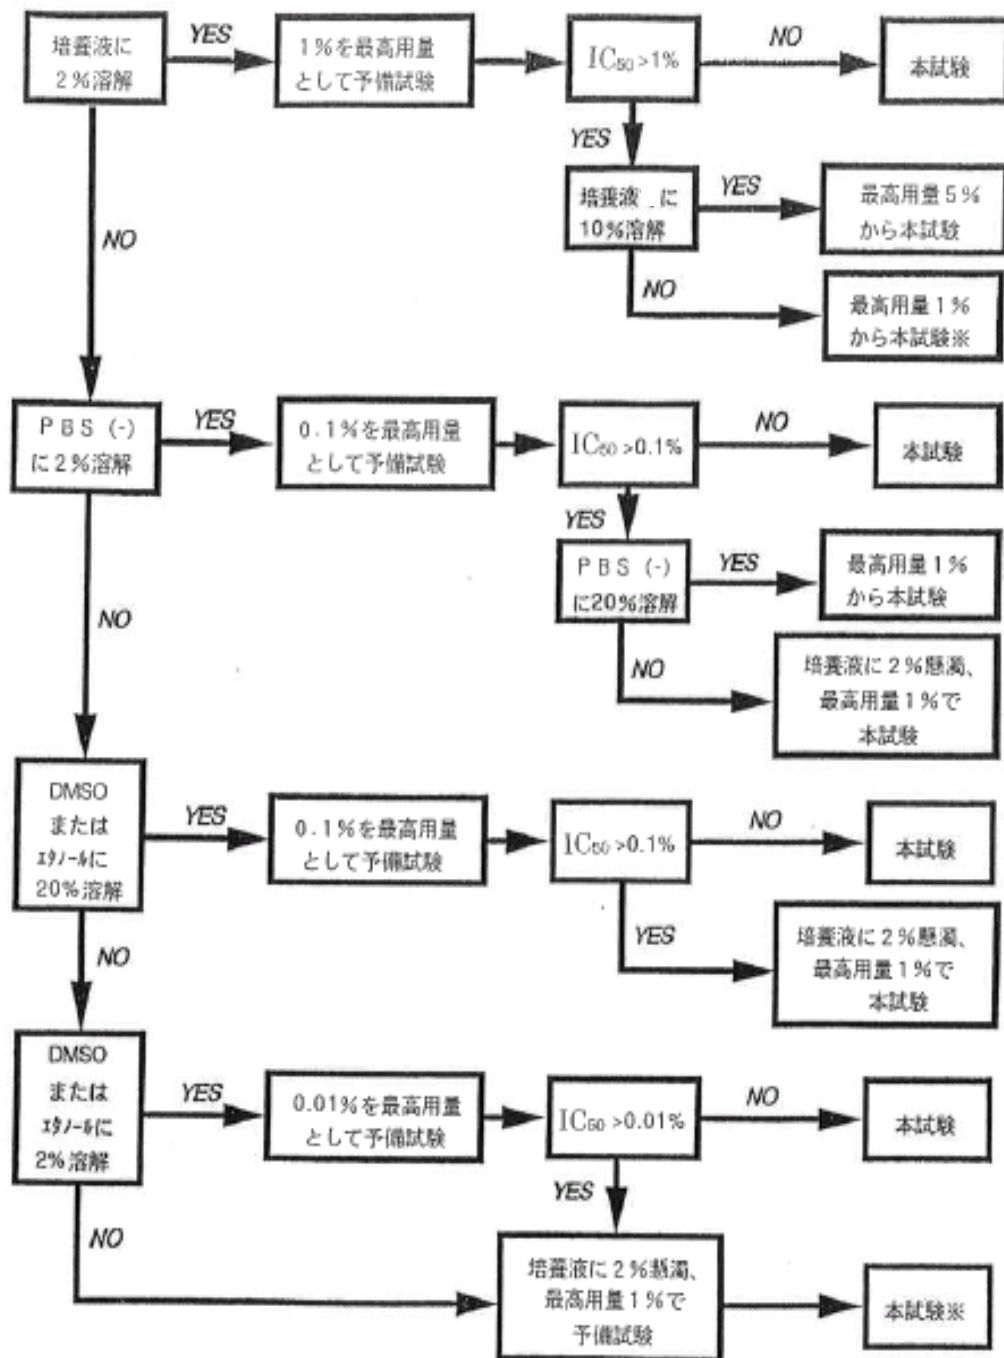 培養液に
2%溶解
YES
1%を最高用量
として予備試験
IC50 >1%
NO
本試験
YES
培養液 に
10%溶解
YES
最高用量5%
から本試験
NO
最高用量1%
から本試験※
NO
PBS (-)
に2%溶解
YES
0.1%を最高用量
として予備試験
IC50 >0.1%
NO
本試験
YES
PBS (-)
に20%溶解
YES
最高用量1%
から本試験
NO
培養液に2%懸濁、
最高用量1%で
本試験
NO
DMSO
または
エタノールに
20%溶解
YES
0.1%を最高用量
として予備試験
IC50 >0.1%
NO
本試験
YES
培養液に2%懸濁、
最高用量1%で
本試験
NO
DMSO
または
エタノールに
2%溶解
YES
0.01%を最高用量
として予備試験
IC50 >0.01%
NO
本試験
YES
NO
培養液に2%懸濁、
最高用量1%で
予備試験
本試験※